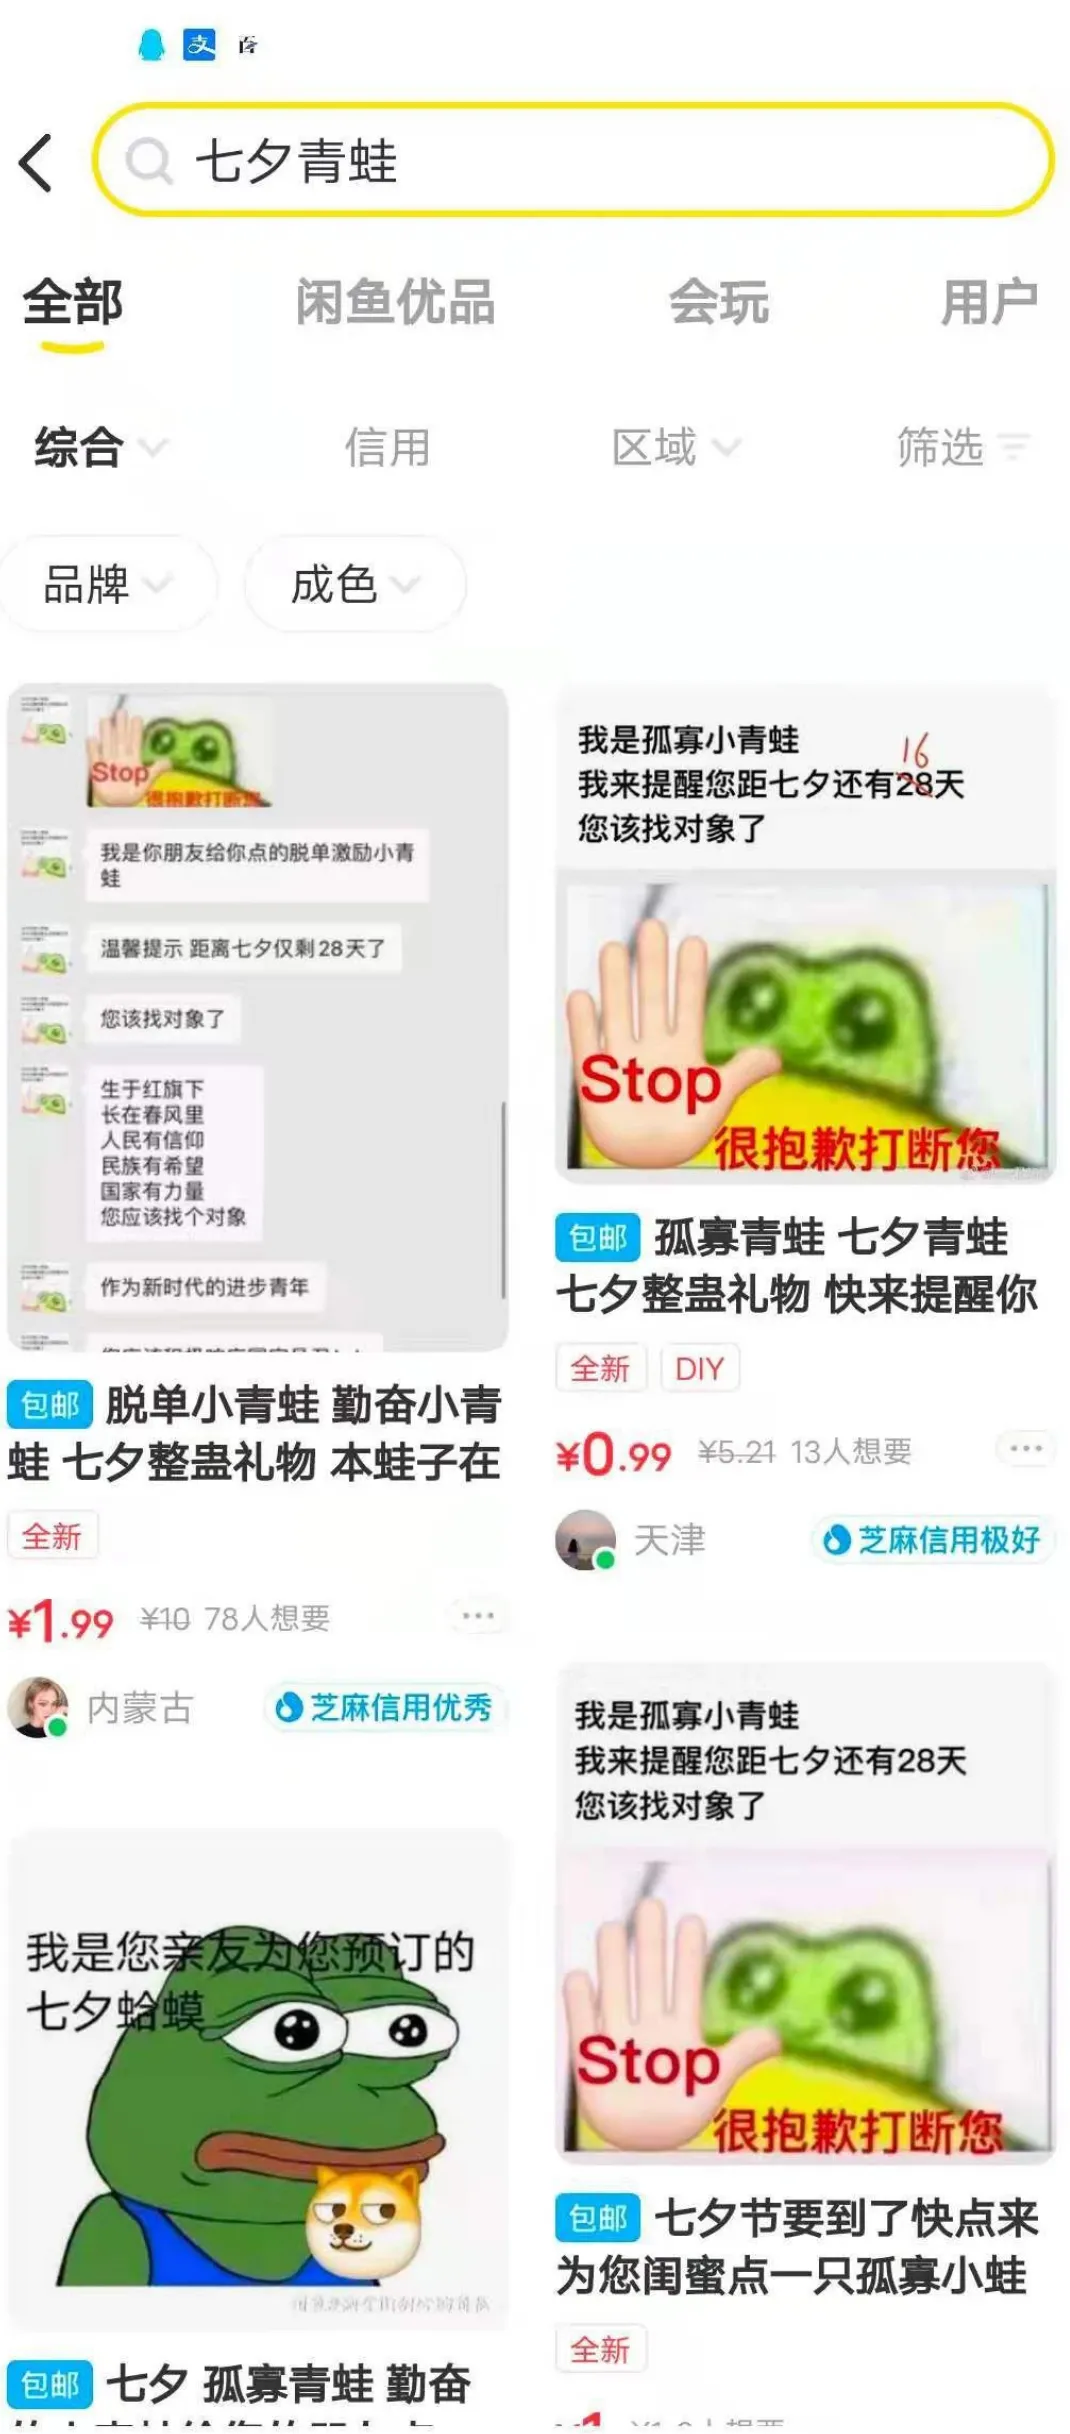 七夕青蛙
全部
闲鱼优品
会玩
用户
综合
信用
区域
筛选
品牌
成色
Stop
很抱歉打断您
我是你朋友给你点的脱单激励小青
蛙
温馨提示 距离七夕仅剩28天了
您该找对象了
生于红旗下
长在春风里
人民有信仰
民族有希望
国家有力量
您应该找个对象
作为新时代的进步青年
包邮 脱单小青蛙 勤奋小青
蛙 七夕整蛊礼物 本蛙子在
全新
¥1.99 ¥10 78人想要
内蒙古
芝麻信用优秀
我是孤寡小青蛙
16
我来提醒您距七夕还有28天
您该找对象了
Stop
很抱歉打断您
包邮 孤寡青蛙 七夕青蛙
七夕整蛊礼物 快来提醒你
全新
DIY
¥0.99 ¥5.21 13人想要
天津
芝麻信用极好
我是您亲友为您预订的
七夕蛤蟆
包邮 七夕 孤寡青蛙 勤奋
我是孤寡小青蛙
我来提醒您距七夕还有28天
您该找对象了
Stop
很抱歉打断您
包邮 七夕节要到了快点来
为您闺蜜点一只孤寡小蛙
全新